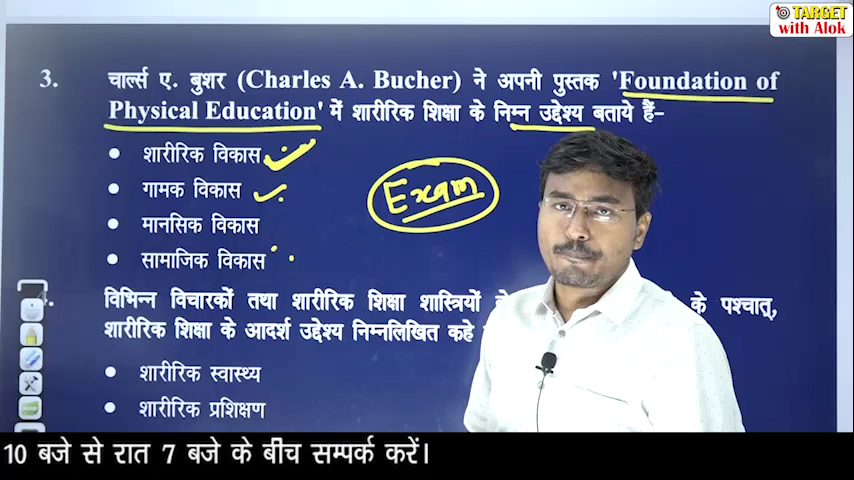 TARGET
with Alok
3. चार्ल्स ए. बुशर (Charles A. Bucher) ने अपनी पुस्तक 'Foundation of
Physical Education' में शारीरिक शिक्षा के निम्न उद्देश्य बताये हैं-
• शारीरिक विकास
• गामक विकास
Exam
• मानसिक विकास
• सामाजिक विकास
विभिन्न विचारकों तथा शारीरिक शिक्षा शास्त्रियों के पश्चात्,
शारीरिक शिक्षा के आदर्श उद्देश्य निम्नलिखित कहे
• शारीरिक स्वास्थ्य
• शारीरिक प्रशिक्षण
10 बजे से रात 7 बजे के बीच सम्पर्क करें।